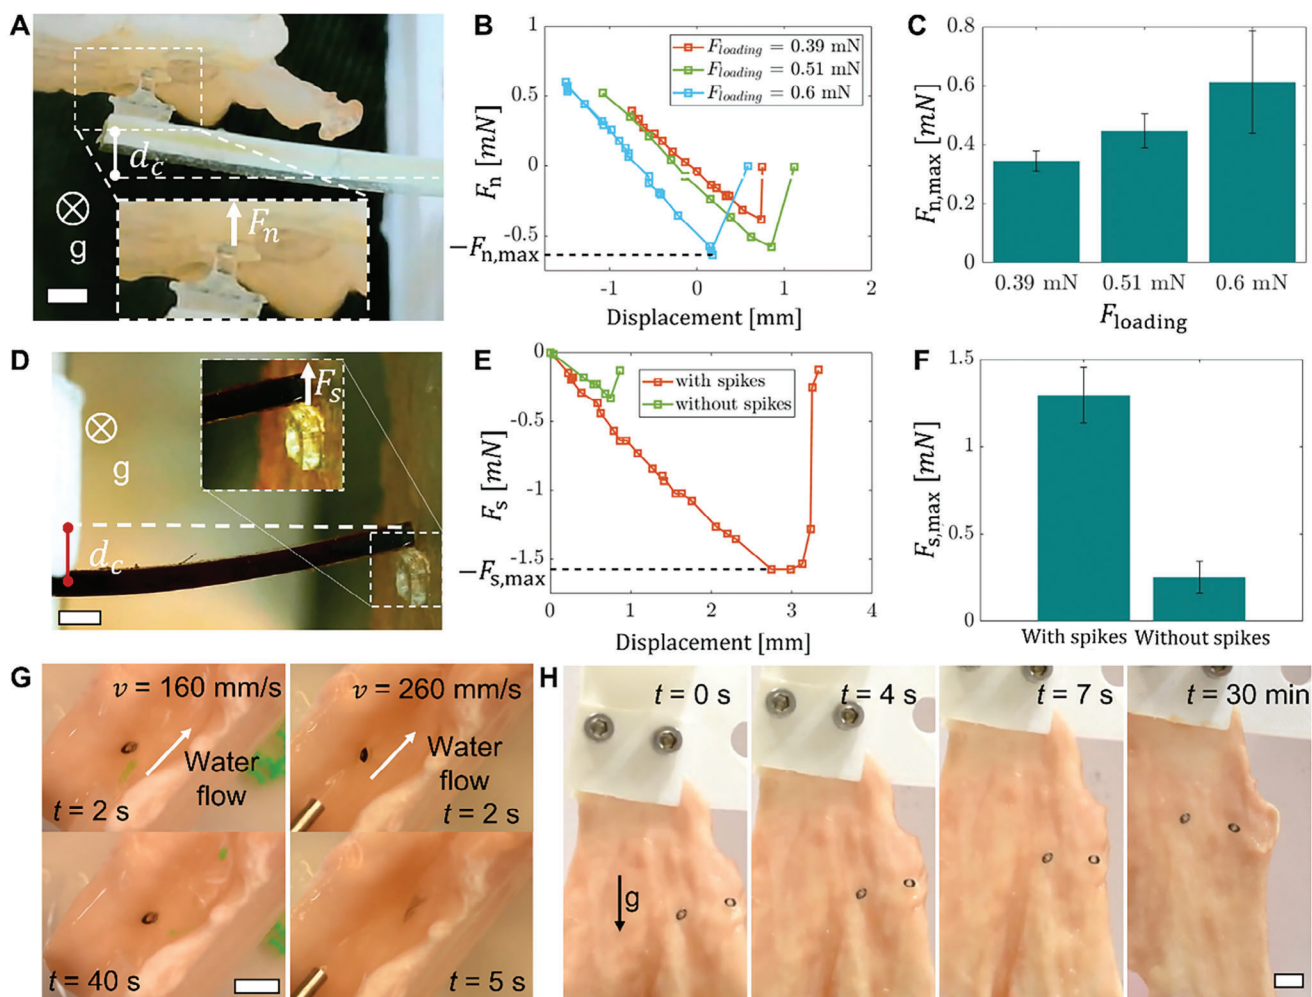 A
d_c
F_n
g
B
F_n [mN]
1
0.5
0
-0.5
−F_n,max
F_loading = 0.39 mN
F_loading = 0.51 mN
F_loading = 0.6 mN
-1
0
1
2
Displacement [mm]
C
F_n,max [mN]
0.8
0.6
0.4
0.2
0
0.39 mN
0.51 mN
0.6 mN
F_loading
D
F_s
g
d_c
E
F_s [mN]
0
-0.5
-1
-1.5
−F_s,max
with spikes
without spikes
0
1
2
3
4
Displacement [mm]
F
F_s,max [mN]
1.5
1
0.5
0
With spikes
Without spikes
G
v = 160 mm/s
Water
flow
t = 2 s
v = 260 mm/s
Water
flow
t = 2 s
t = 40 s
t = 5 s
H
t = 0 s
g
t = 4 s
t = 7 s
t = 30 min